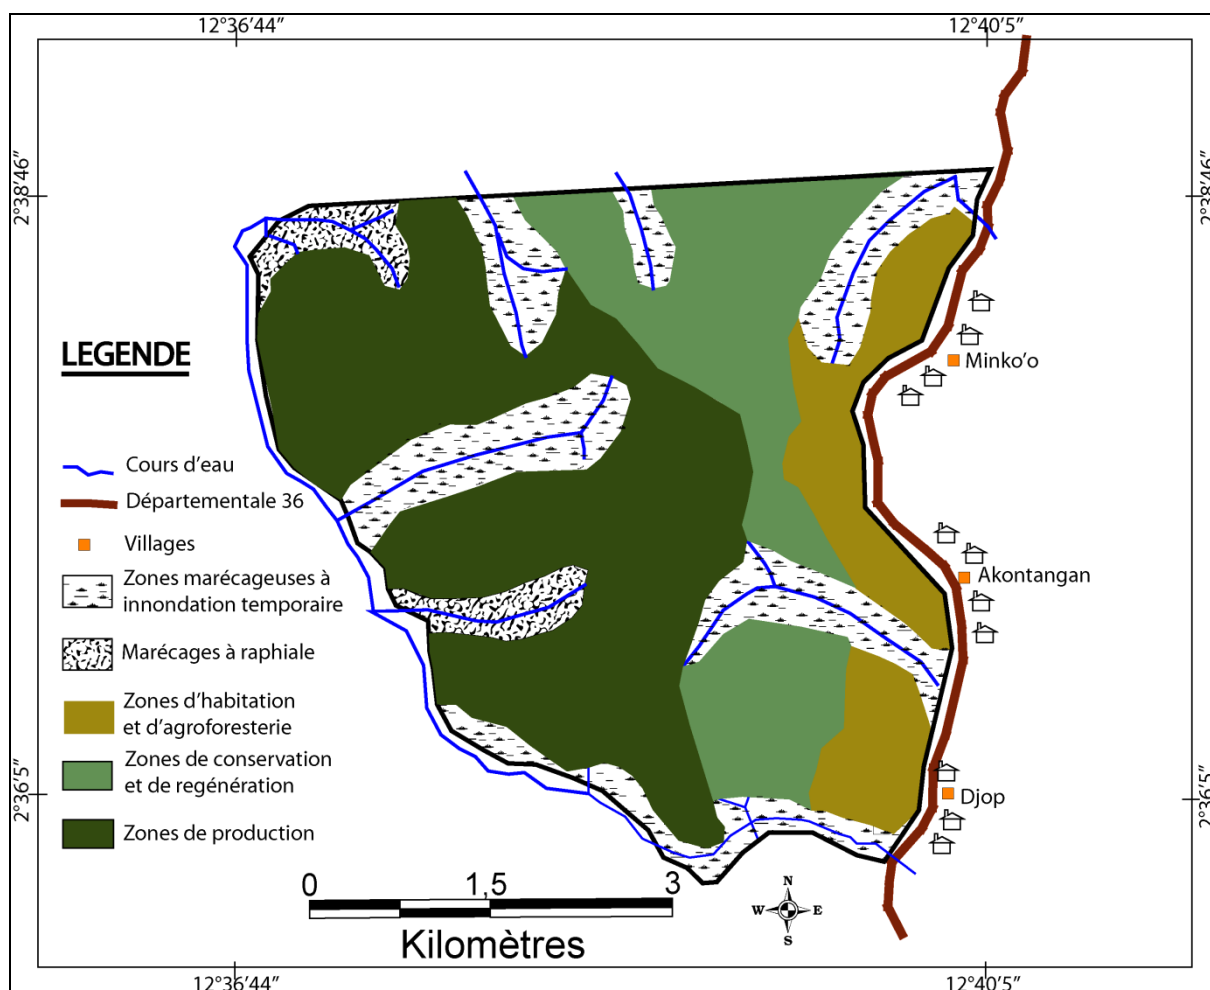 12°36'44’’
12°40'5’’
2°38'46’’
2°38'46’’
Minko’o
LEGENDE
Cours d’eau
Départementale 36
Villages
Zones marécageuses à
innondation temporaire
Akontangan
Marécages à raphiale
Zones d’habitation
et d’agroforesterie
Zones de conservation
et de regénération
2°36'5’’
2°36'5’’
Djop
Zones de production
0
1,5
3
Kilomètres
N
W
E
S
12°36'44’’
12°40'5’’